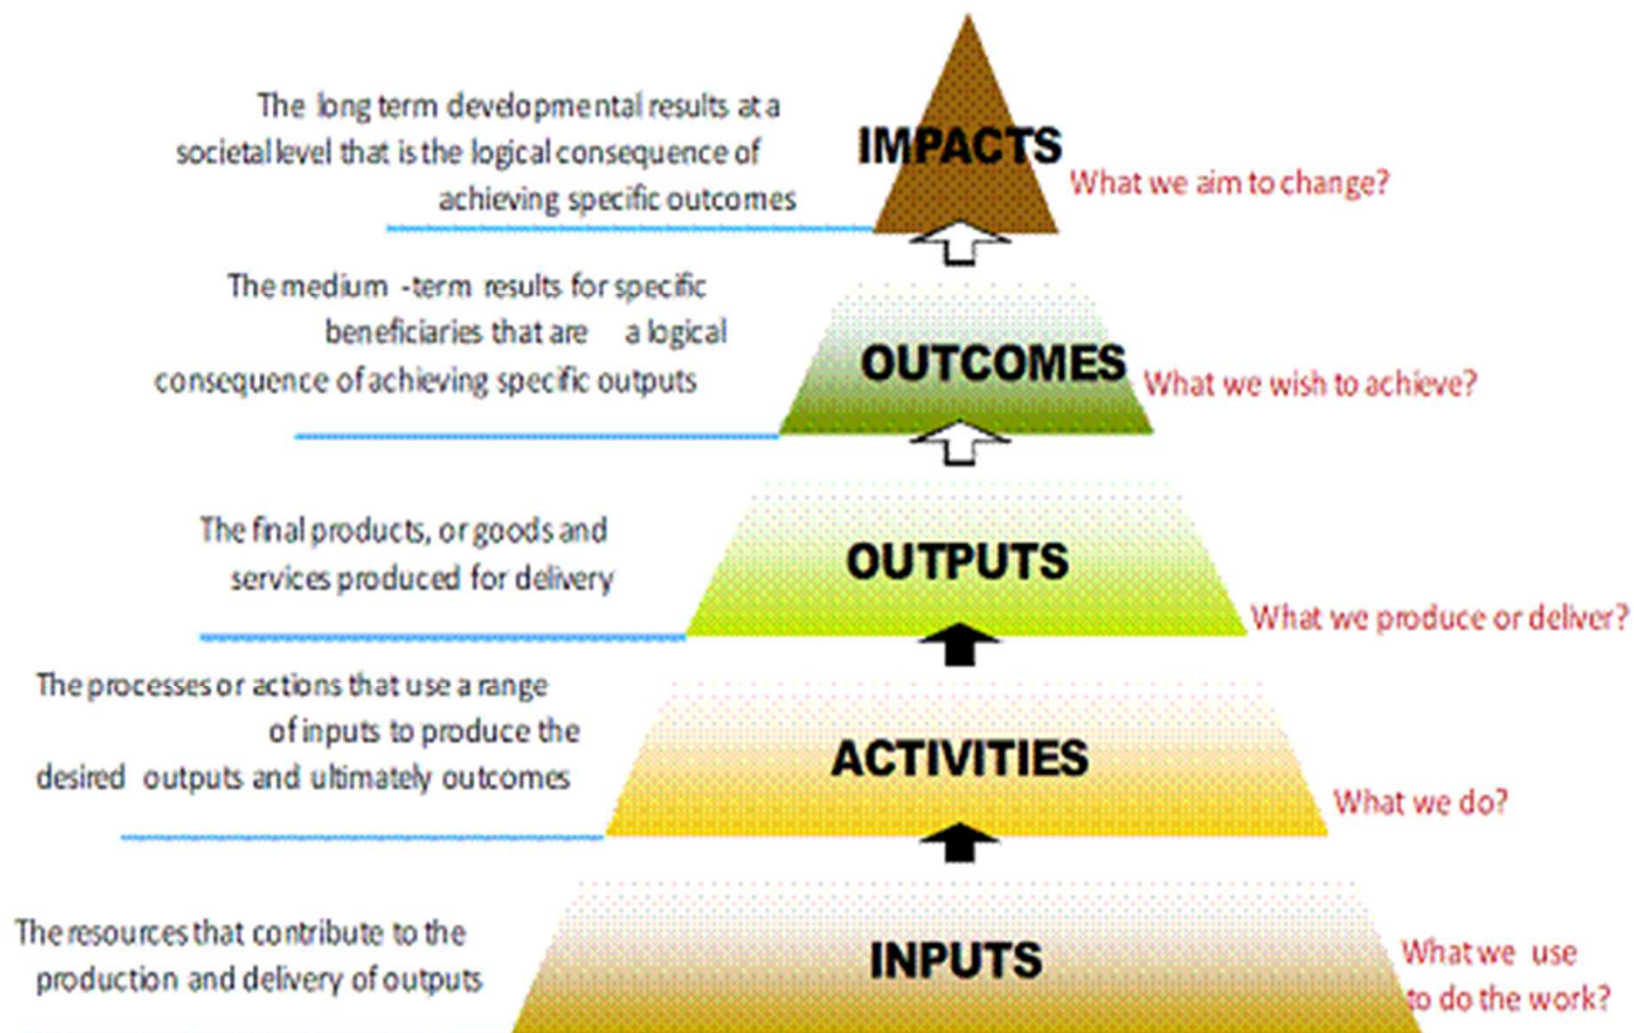 The long term developmental results at a
societal level that is the logical consequence of
achieving specific outcomes
IMPACTS
What we aim to change?
The medium -term results for specific
beneficiaries that are a logical
consequence of achieving specific outputs
OUTCOMES
What we wish to achieve?
The final products, or goods and
services produced for delivery
OUTPUTS
What we produce or deliver?
The processes or actions that use a range
of inputs to produce the
desired outputs and ultimately outcomes
ACTIVITIES
What we do?
The resources that contribute to the
production and delivery of outputs
INPUTS
What we use
to do the work?